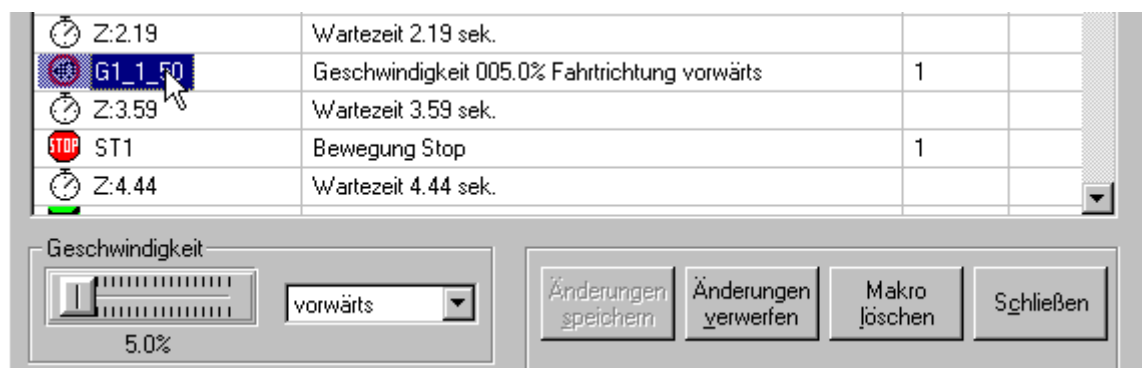 Z:2.19 Wartezeit 2.19 sek.
G1_1_50 Geschwindigkeit 005.0% Fahrtrichtung vorwärts 1
Z:3.59 Wartezeit 3.59 sek.
STOP ST1 Bewegung Stop 1
Z:4.44 Wartezeit 4.44 sek.
Geschwindigkeit
vorwärts
5.0%
Änderungen
speichern
Änderungen
verwerfen
Makro
löschen
Schließen